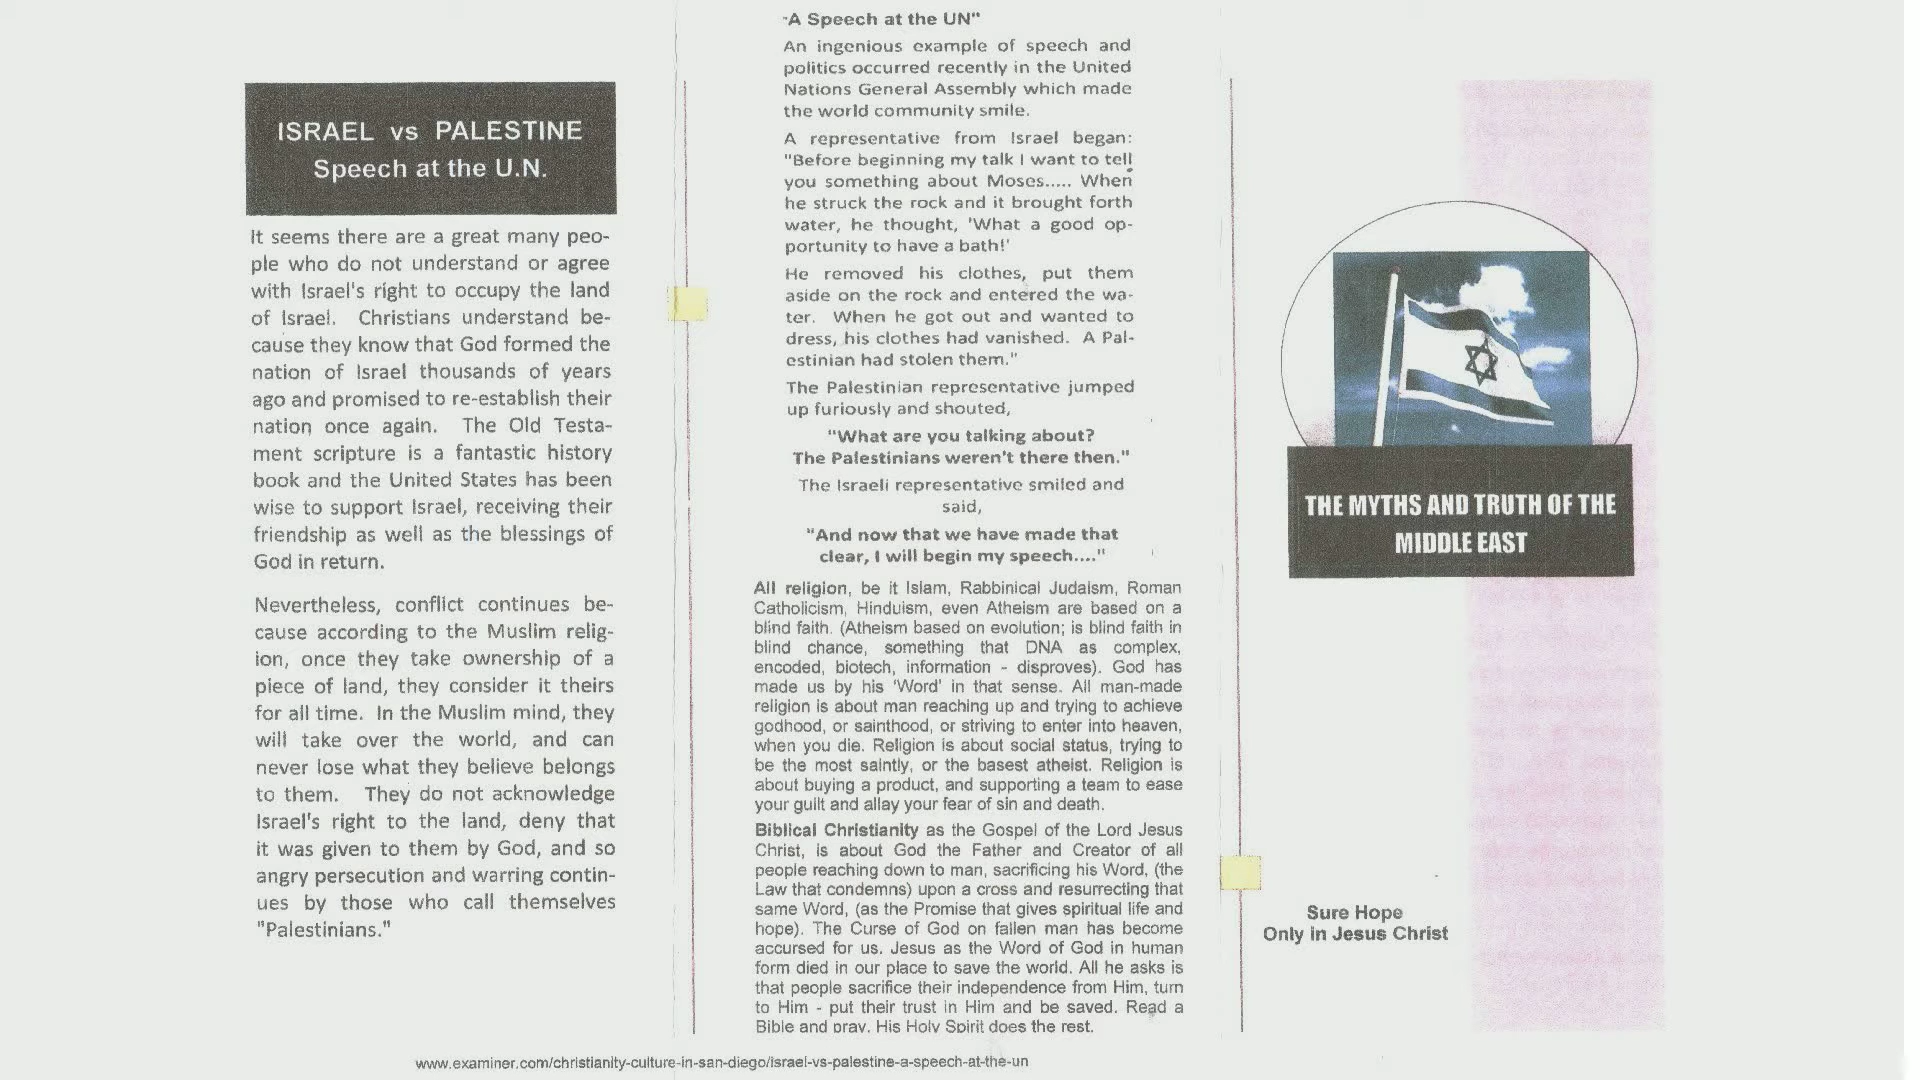 ISRAEL vs PALESTINE
Speech at the U.N.
It seems there are a great many peo-
ple who do not understand or agree
with Israel's right to occupy the land
of Israel. Christians understand be-
cause they know that God formed the
nation of Israel thousands of years
ago and promised to re-establish their
nation once again. The Old Testa-
ment scripture is a fantastic history
book and the United States has been
wise to support Israel, receiving their
friendship as well as the blessings of
God in return.
Nevertheless, conflict continues be-
cause according to the Muslim relig-
ion, once they take ownership of a
piece of land, they consider it theirs
for all time. In the Muslim mind, they
will take over the world, and can
never lose what they believe belongs
to them. They do not acknowledge
Israel's right to the land, deny that
it was given to them by God, and so
angry persecution and warring contin-
ues by those who call themselves
"Palestinians."
"A Speech at the UN"
An ingenious example of speech and
politics occurred recently in the United
Nations General Assembly which made
the world community smile.
A representative from Israel began:
"Before beginning my talk I want to tell
you something about Moses..... When
he struck the rock and it brought forth
water, he thought, 'What a good op-
portunity to have a bath!'
He removed his clothes, put them
aside on the rock and entered the wa-
ter. When he got out and wanted to
dress, his clothes had vanished. A Pal-
estinian had stolen them."
The Palestinian representative jumped
up furiously and shouted,
"What are you talking about?
The Palestinians weren't there then."
The Israeli representative smiled and
said,
"And now that we have made that
clear, I will begin my speech...."
All religion, be it Islam, Rabbinical Judaism, Roman
Catholicism, Hinduism, even Atheism are based on a
blind faith. (Atheism based on evolution; is blind faith in
blind chance, something that DNA as complex,
encoded, biotech, information - disproves). God has
made us by his 'Word' in that sense. All man-made
religion is about man reaching up and trying to achieve
godhood, or sainthood, or striving to enter into heaven,
when you die. Religion is about social status, trying to
be the most saintly, or the basest atheist. Religion is
about buying a product, and supporting a team to ease
your guilt and allay your fear of sin and death.
Biblical Christianity as the Gospel of the Lord Jesus
Christ, is about God the Father and Creator of all
people reaching down to man, sacrificing his Word, (the
Law that condemns) upon a cross and resurrecting that
same Word, (as the Promise that gives spiritual life and
hope). The Curse of God on fallen man has become
accursed for us. Jesus as the Word of God in human
form died in our place to save the world. All he asks is
that people sacrifice their independence from Him, turn
to Him - put their trust in Him and be saved. Read a
Bible and pray. His Holy Spirit does the rest.
THE MYTHS AND TRUTH OF THE
MIDDLE EAST
Sure Hope
Only in Jesus Christ
www.examiner.com/christianity-culture-in-san-diego/israel-vs-palestine-a-speech-at-the-un